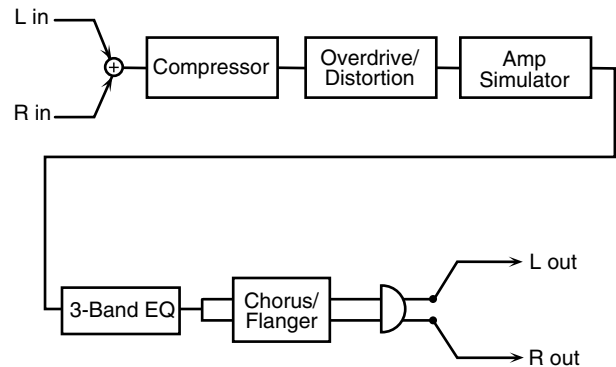 L in
R in
+
Compressor
Overdrive/
Distortion
Amp
Simulator
3-Band EQ
Chorus/
Flanger
L out
R out